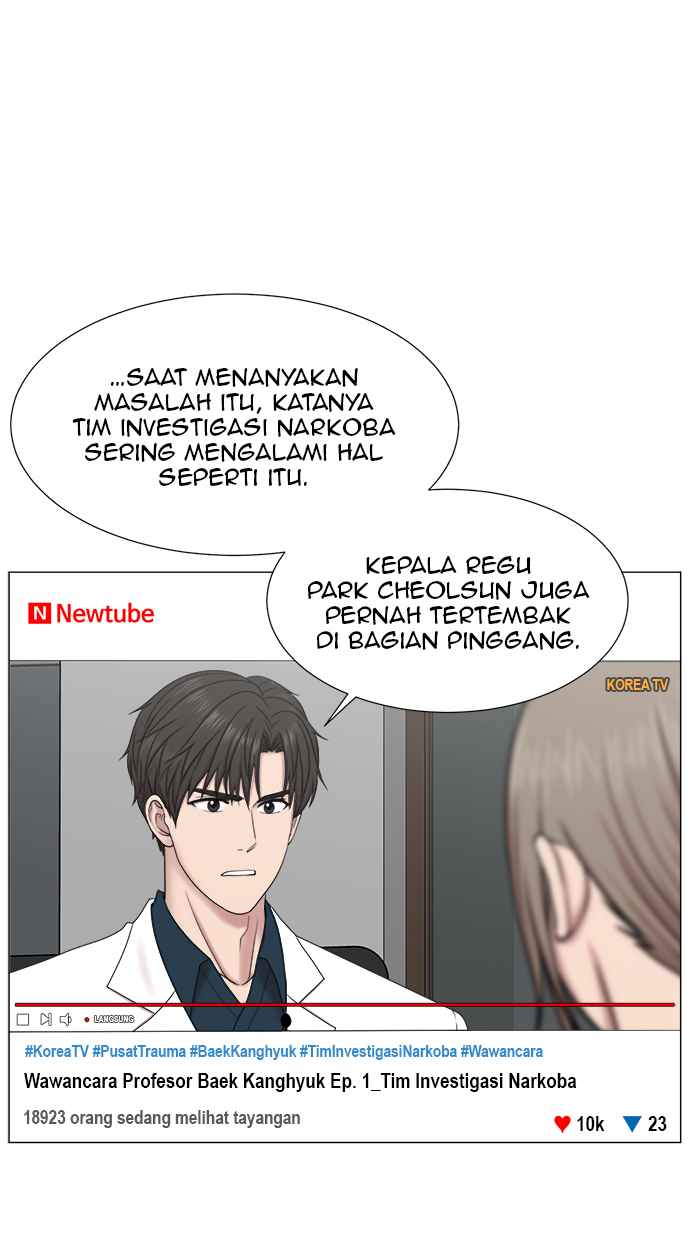 ...SAAT MENANYAKAN
MASALAH ITU, KATANYA
TIM INVESTIGASI NARKOBA
SERING MENGALAMI HAL
SEPERTI ITU.
KEPALA REGU
PARK CHEOLSUN JUGA
PERNAH TERTEMBAK
DI BAGIAN PINGGANG.
N Newtube
KOREA TV
LANGSUNG
#KoreaTV #PusatTrauma #BaekKanghyuk #TimInvestigasiNarkoba #Wawancara
Wawancara Profesor Baek Kanghyuk Ep. 1_Tim Investigasi Narkoba
18923 orang sedang melihat tayangan
10k 23